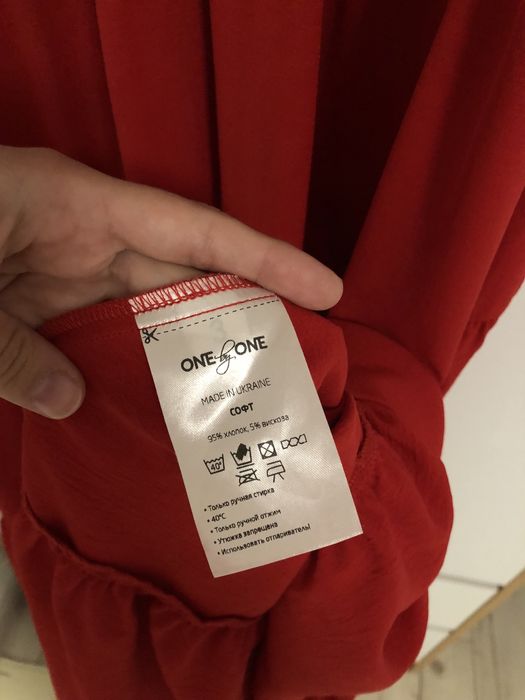 ONE by ONE
MADE IN UKRAINE
СОФТ
95% хлопок, 5% вискоза
40°
• Только ручная стирка
• 40°C
• Только ручной отжим
• Утюжка запрещена
• Использовать отпариватель!